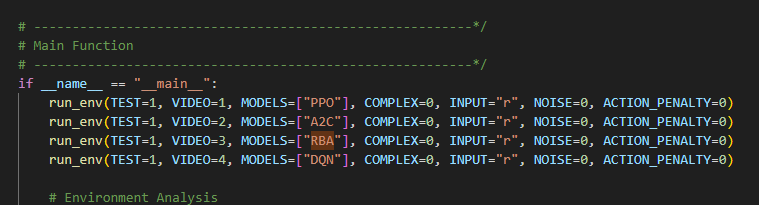 # ----------------------------------------------------------*/
# Main Function
# ----------------------------------------------------------*/
if __name__ == "__main__":
    run_env(TEST=1, VIDEO=1, MODELS=["PPO"], COMPLEX=0, INPUT="r", NOISE=0, ACTION_PENALTY=0)
    run_env(TEST=1, VIDEO=2, MODELS=["A2C"], COMPLEX=0, INPUT="r", NOISE=0, ACTION_PENALTY=0)
    run_env(TEST=1, VIDEO=3, MODELS=["RBA"], COMPLEX=0, INPUT="r", NOISE=0, ACTION_PENALTY=0)
    run_env(TEST=1, VIDEO=4, MODELS=["DQN"], COMPLEX=0, INPUT="r", NOISE=0, ACTION_PENALTY=0)
    # Environment Analysis